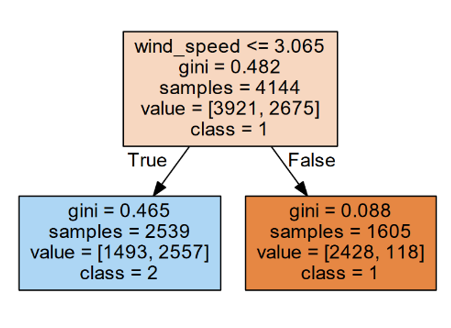 wind_speed <= 3.065
gini = 0.482
samples = 4144
value = [3921, 2675]
class = 1
True
False
gini = 0.465
samples = 2539
value = [1493, 2557]
class = 2
gini = 0.088
samples = 1605
value = [2428, 118]
class = 1